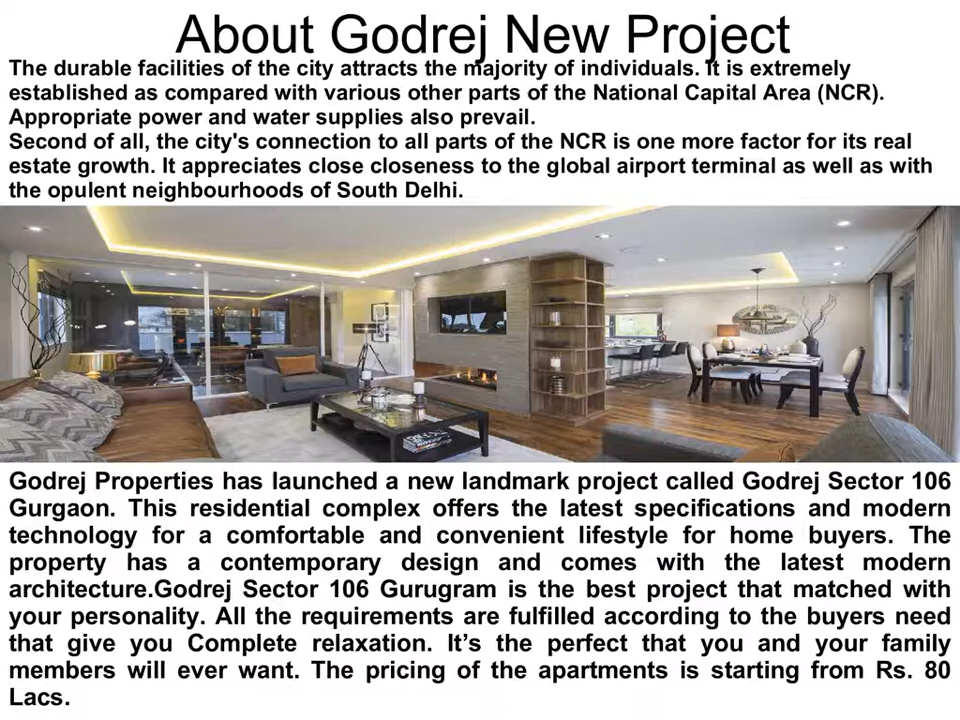 About Godrej New Project
The durable facilities of the city attracts the majority of individuals. It is extremely
established as compared with various other parts of the National Capital Area (NCR).
Appropriate power and water supplies also prevail.
Second of all, the city's connection to all parts of the NCR is one more factor for its real
estate growth. It appreciates close closeness to the global airport terminal as well as with
the opulent neighbourhoods of South Delhi.
Godrej Properties has launched a new landmark project called Godrej Sector 106
Gurgaon. This residential complex offers the latest specifications and modern
technology for a comfortable and convenient lifestyle for home buyers. The
property has a contemporary design and comes with the latest modern
architecture.Godrej Sector 106 Gurugram is the best project that matched with
your personality. All the requirements are fulfilled according to the buyers need
that give you Complete relaxation. It’s the perfect that you and your family
members will ever want. The pricing of the apartments is starting from Rs. 80
Lacs.